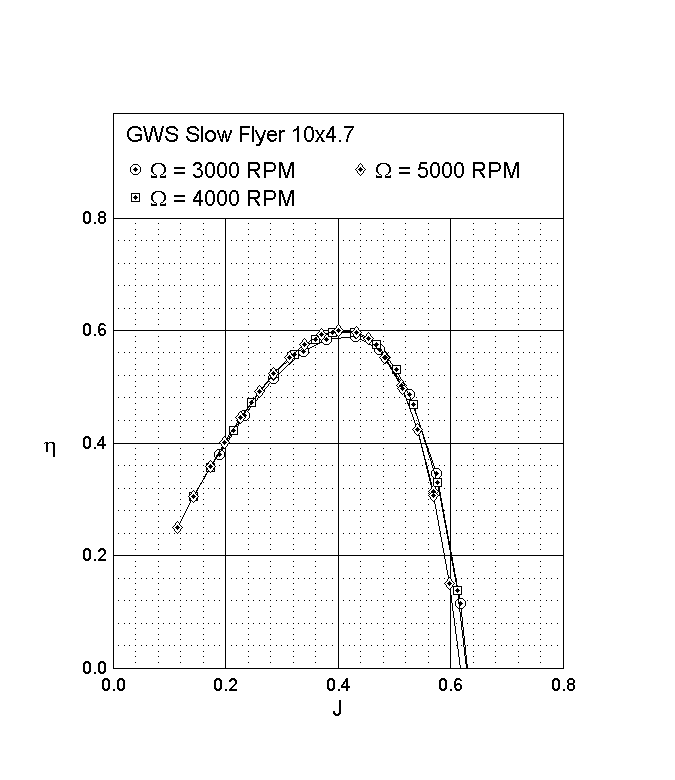 GWS Slow Flyer 10x4.7
Ω = 3000 RPM
Ω = 5000 RPM
Ω = 4000 RPM
0.8
0.6
0.4
η
0.2
0.0
0.0 0.2 0.4 0.6 0.8
J